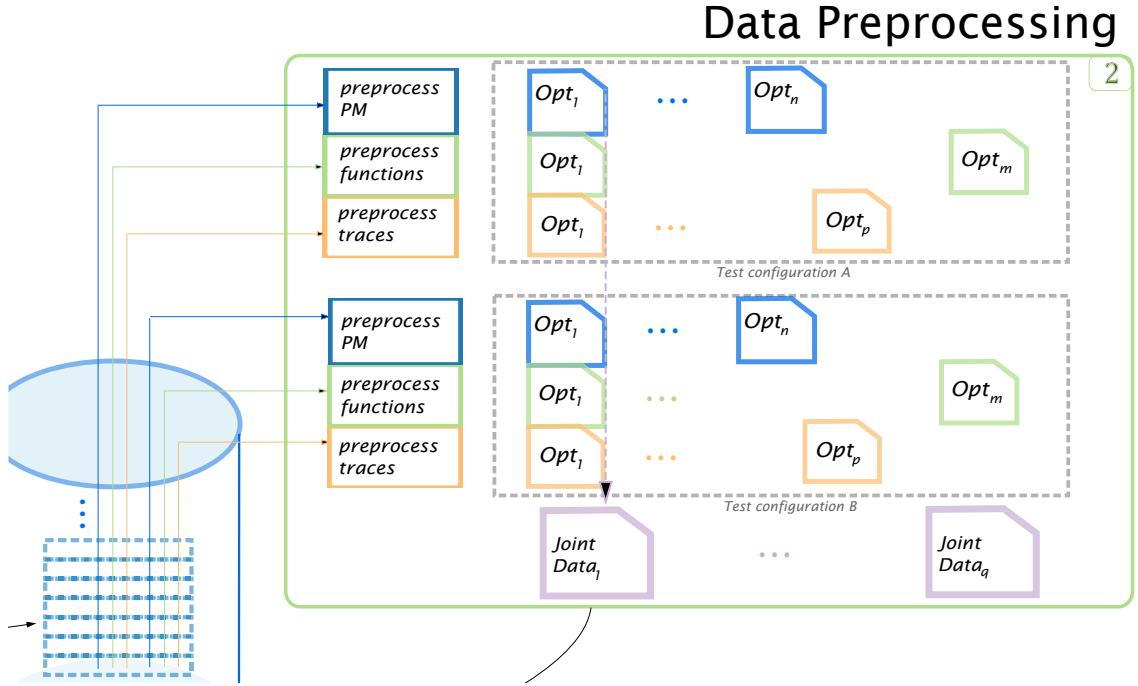 Data Preprocessing
2
preprocess
PM
preprocess
functions
preprocess
traces
Opt1
...
Optn
Opt1
Optm
Opt1
...
Optp
Test configuration A
preprocess
PM
preprocess
functions
preprocess
traces
Opt1
...
Optn
Opt1
...
Optm
Opt1
...
Optp
Test configuration B
Joint
Data1
...
Joint
Dataq